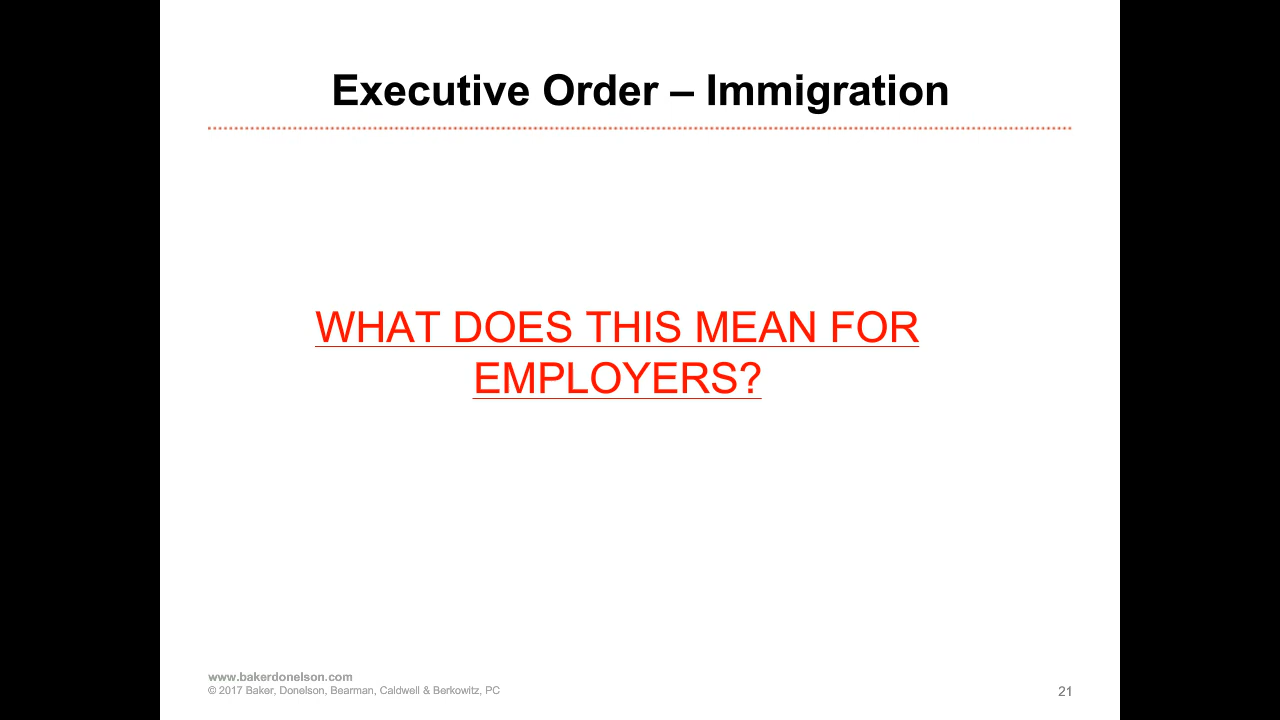 Executive Order – Immigration
WHAT DOES THIS MEAN FOR
EMPLOYERS?
www.bakerdonelson.com
© 2017 Baker, Donelson, Bearman, Caldwell & Berkowitz, PC
21